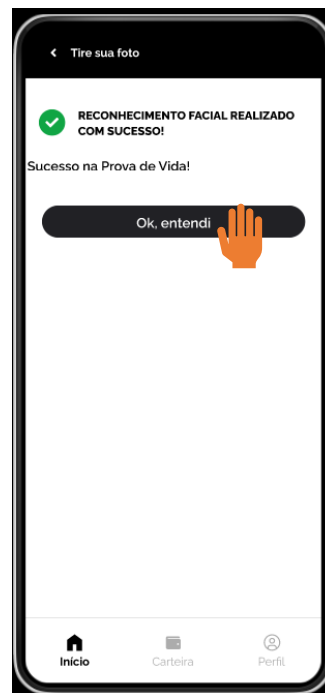 Tire sua foto
RECONHECIMENTO FACIAL REALIZADO
COM SUCESSO!
Sucesso na Prova de Vida!
Ok, entendi
Início Carteira Perfil